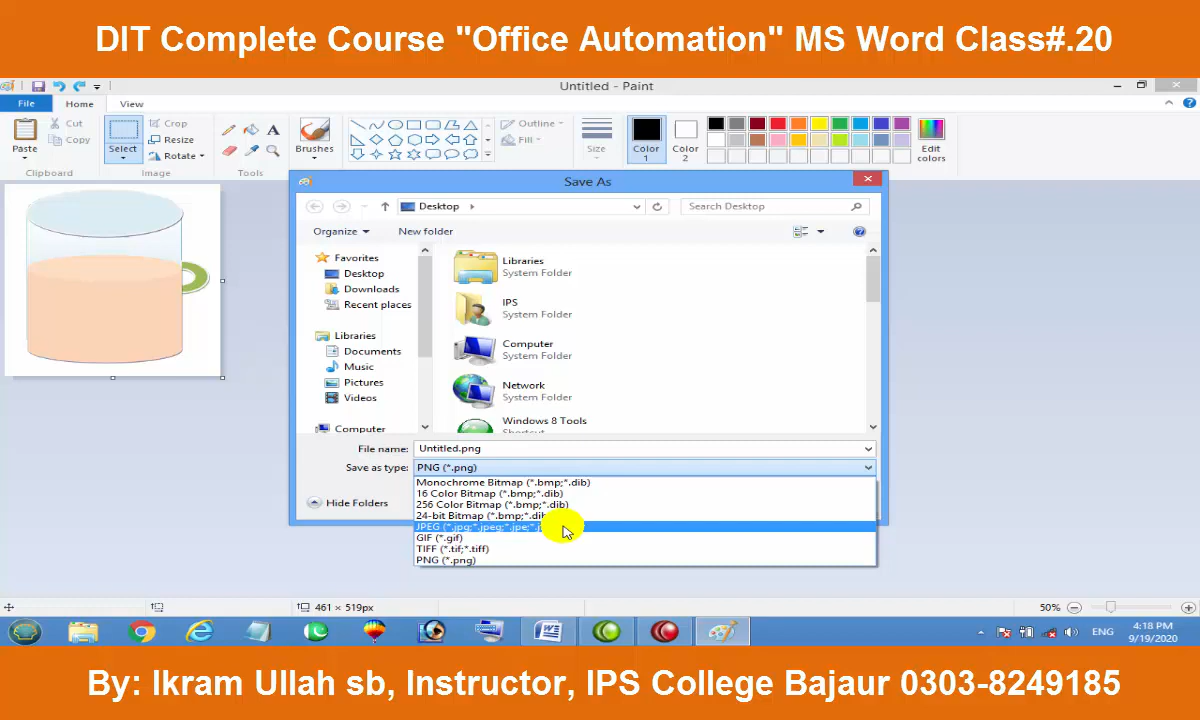 DIT Complete Course "Office Automation" MS Word Class#.20
Untitled - Paint
File Home View
Paste
Cut
Copy
Clipboard
Select
Crop
Resize
Rotate
Image
A
Tools
Brushes
Outline
Fill
Shapes
Size
Color
1
Color
2
Edit
colors
Save As
Desktop
Search Desktop
Organize New folder
Favorites
Desktop
Downloads
Recent places
Libraries
Documents
Music
Pictures
Videos
Computer
Libraries
System Folder
IPS
System Folder
Computer
System Folder
Network
System Folder
Windows 8 Tools
Shortcut
File name: Untitled.png
Save as type: PNG (*.png)
Monochrome Bitmap (*.bmp;*.dib)
16 Color Bitmap (*.bmp;*.dib)
256 Color Bitmap (*.bmp;*.dib)
24-bit Bitmap (*.bmp;*.dib
JPEG (*.jpg;*.jpeg;*.jpe;*.j
GIF (*.gif)
TIFF (*.tif;*.tiff)
PNG (*.png)
Hide Folders
461 × 519px
50%
ENG
4:18 PM
9/19/2020
By: Ikram Ullah sb, Instructor, IPS College Bajaur 0303-8249185